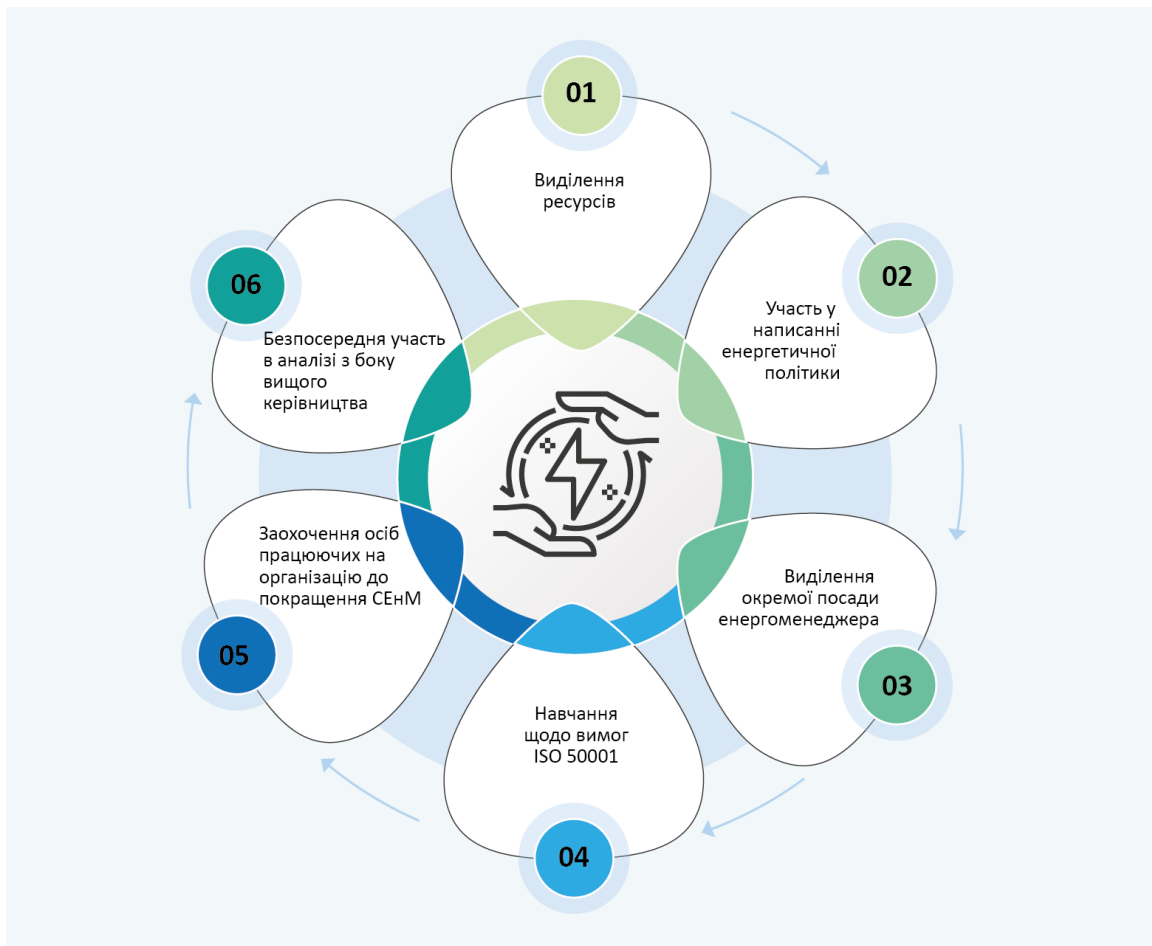 01
Виділення
ресурсів
02
Участь у
написанні
енергетичної
політики
03
Виділення
окремої посади
енергоменеджера
04
Навчання
щодо вимог
ISO 50001
05
Заохочення осіб
працюючих на
організацію до
покращення СЕнМ
06
Безпосередня участь
в аналізі з боку
вищого
керівництва